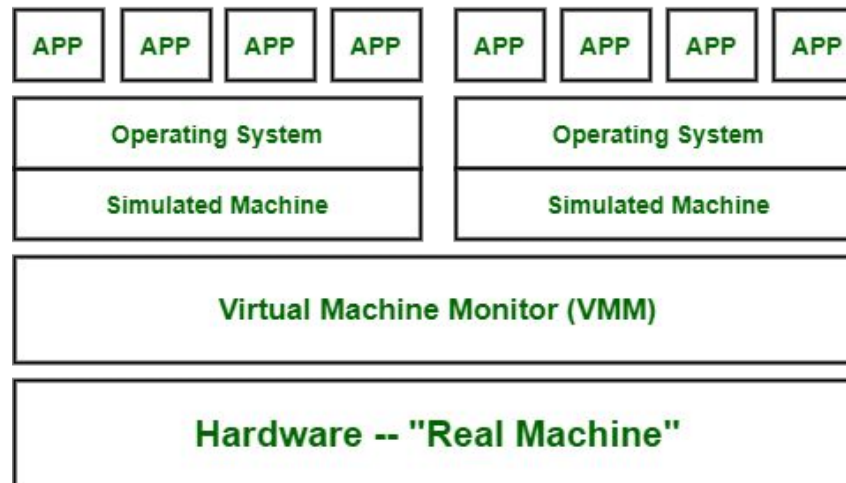 APP APP APP APP APP APP APP APP
Operating System Operating System
Simulated Machine Simulated Machine
Virtual Machine Monitor (VMM)
Hardware -- "Real Machine"